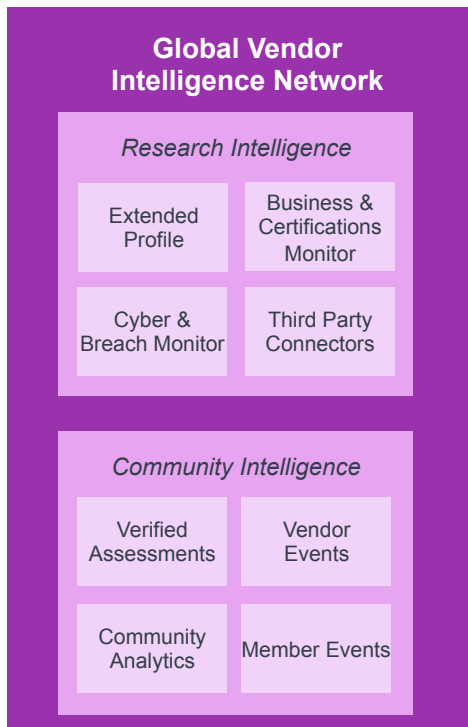 Global Vendor
Intelligence Network
Research Intelligence
Extended
Profile
Business &
Certifications
Monitor
Cyber &
Breach Monitor
Third Party
Connectors
Community Intelligence
Verified
Assessments
Vendor
Events
Community
Analytics
Member Events